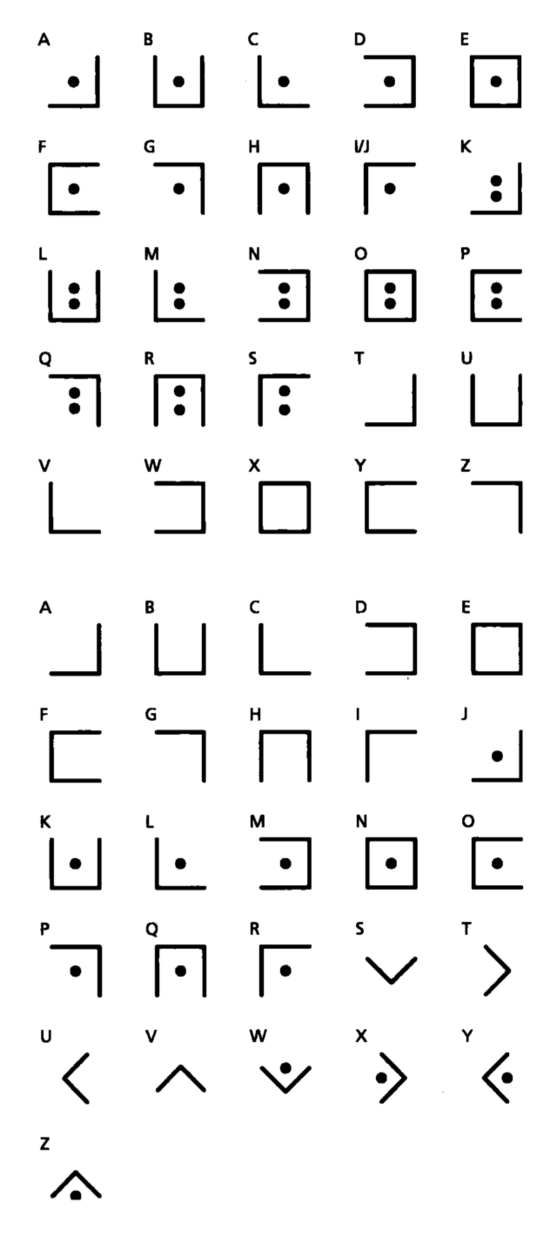 A B C D E
F G H I/J K
L M N O P
Q R S T U
V W X Y Z
A B C D E
F G H I J
K L M N O
P Q R S T
U V W X Y
Z